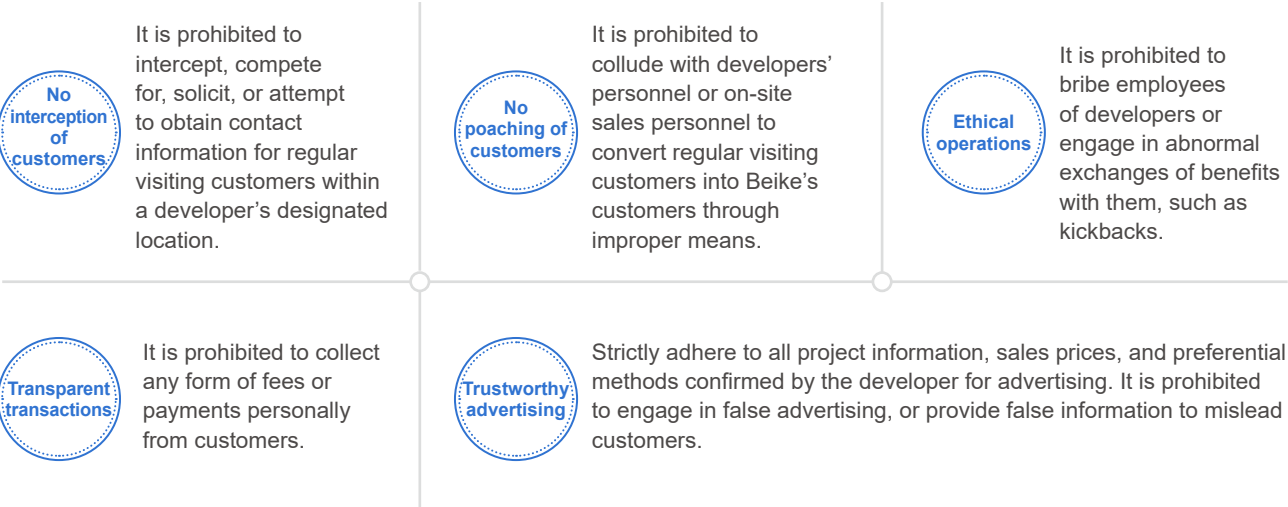 No
interception
of
customers
It is prohibited to
intercept, compete
for, solicit, or attempt
to obtain contact
information for regular
visiting customers within
a developer’s designated
location.
No
poaching of
customers
It is prohibited to
collude with developers’
personnel or on-site
sales personnel to
convert regular visiting
customers into Beike’s
customers through
improper means.
Ethical
operations
It is prohibited to
bribe employees
of developers or
engage in abnormal
exchanges of benefits
with them, such as
kickbacks.
Transparent
transactions
It is prohibited to collect
any form of fees or
payments personally
from customers.
Trustworthy
advertising
Strictly adhere to all project information, sales prices, and preferential
methods confirmed by the developer for advertising. It is prohibited
to engage in false advertising, or provide false information to mislead
customers.